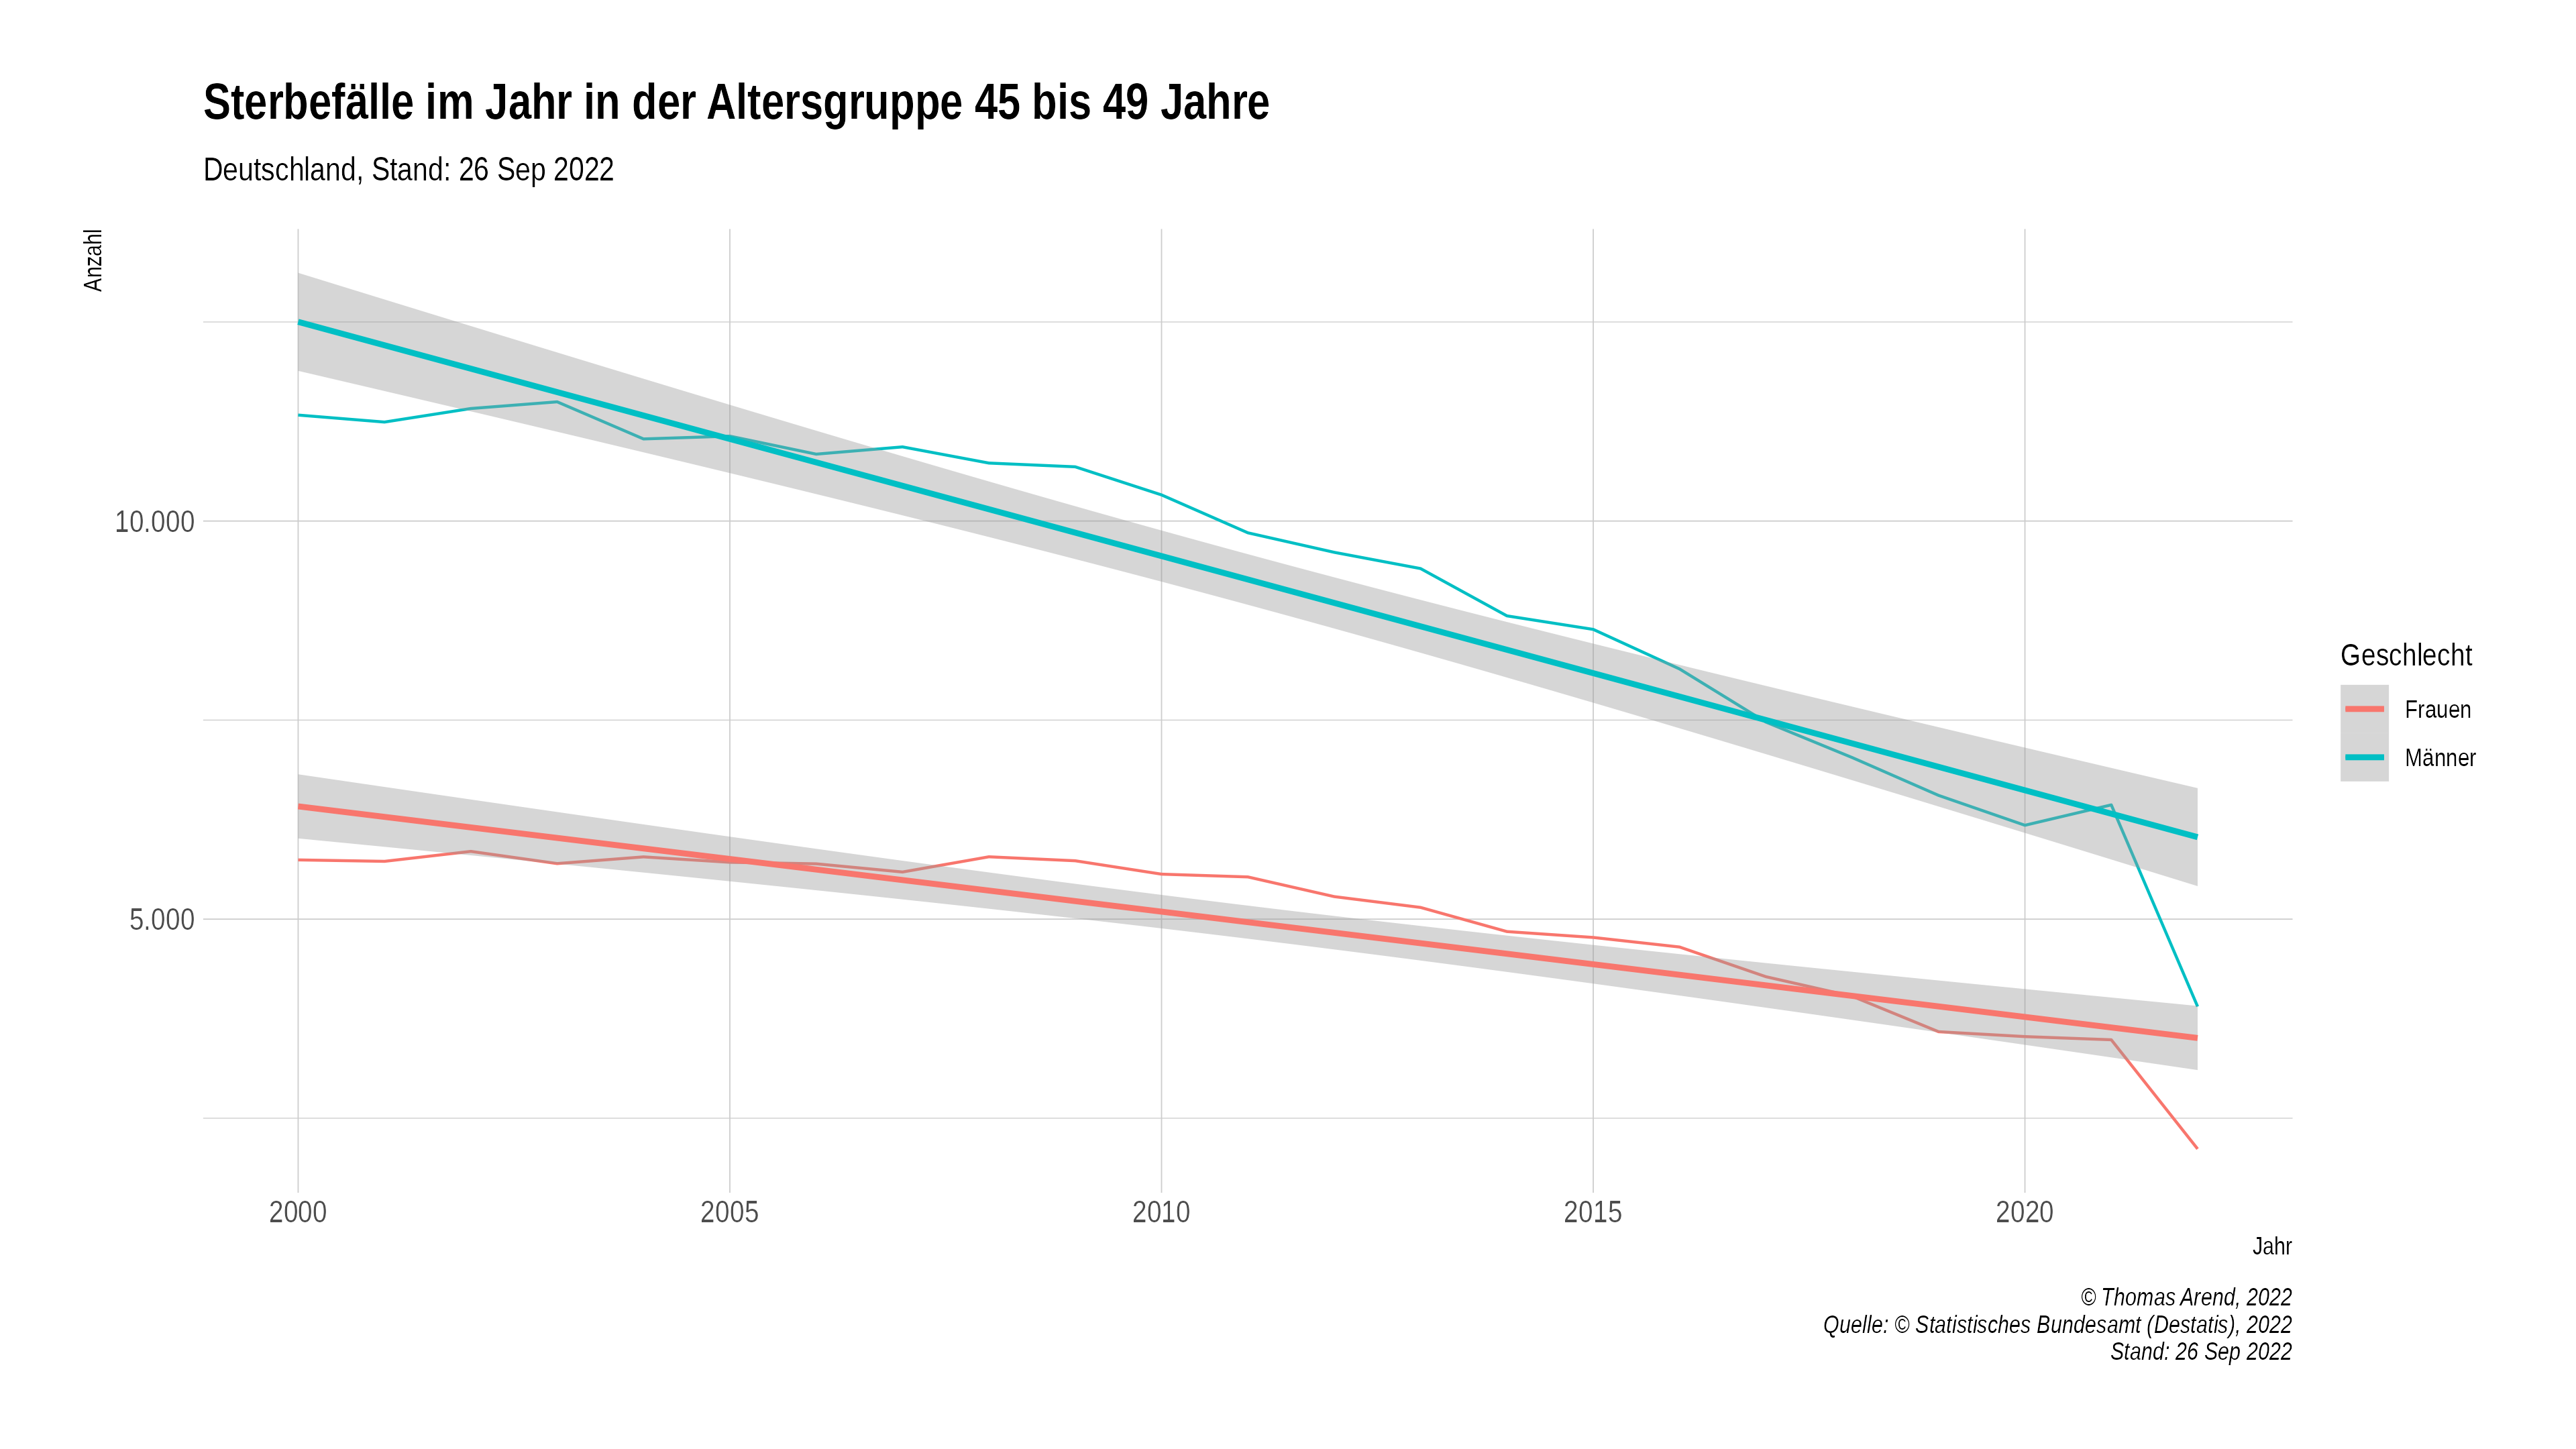 Sterbefälle im Jahr in der Altersgruppe 45 bis 49 Jahre
Deutschland, Stand: 26 Sep 2022
Anzahl
10.000
5.000
2000
2005
2010
2015
2020
Jahr
Geschlecht
Frauen
Männer
© Thomas Arend, 2022
Quelle: © Statistisches Bundesamt (Destatis), 2022
Stand: 26 Sep 2022